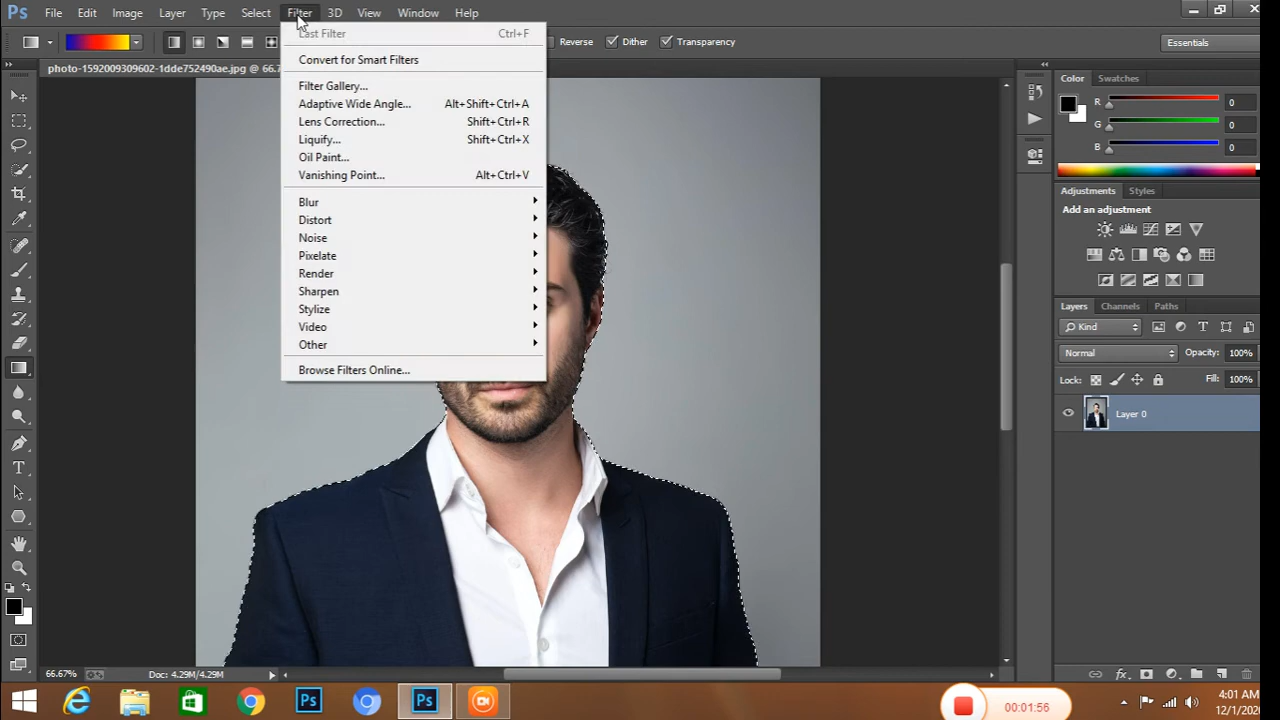 Ps File Edit Image Layer Type Select Filter 3D View Window Help
Reverse Dither Transparency Essentials
photo-1592009309602-1dde752490ae.jpg @ 66.7
Last Filter Ctrl+F
Convert for Smart Filters
Filter Gallery...
Adaptive Wide Angle... Alt+Shift+Ctrl+A
Lens Correction... Shift+Ctrl+R
Liquify... Shift+Ctrl+X
Oil Paint...
Vanishing Point... Alt+Ctrl+V
Blur
Distort
Noise
Pixelate
Render
Sharpen
Stylize
Video
Other
Browse Filters Online...
Color Swatches
R 0
G 0
B 0
Adjustments Styles
Add an adjustment
Layers Channels Paths
Kind
Normal Opacity: 100%
Lock: Fill: 100%
Layer 0
66.67% Doc: 4.29M/4.29M
Ps Ps
00:01:56
4:01 AM
12/1/2020